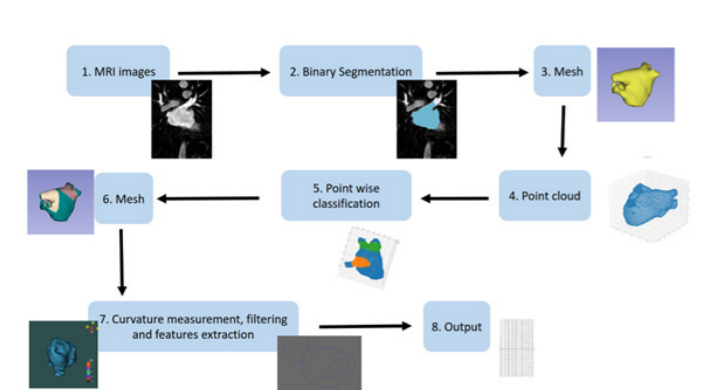 1. MRI images
2. Binary Segmentation
3. Mesh
4. Point cloud
5. Point wise
classification
6. Mesh
7. Curvature measurement, filtering
and features extraction
8. Output